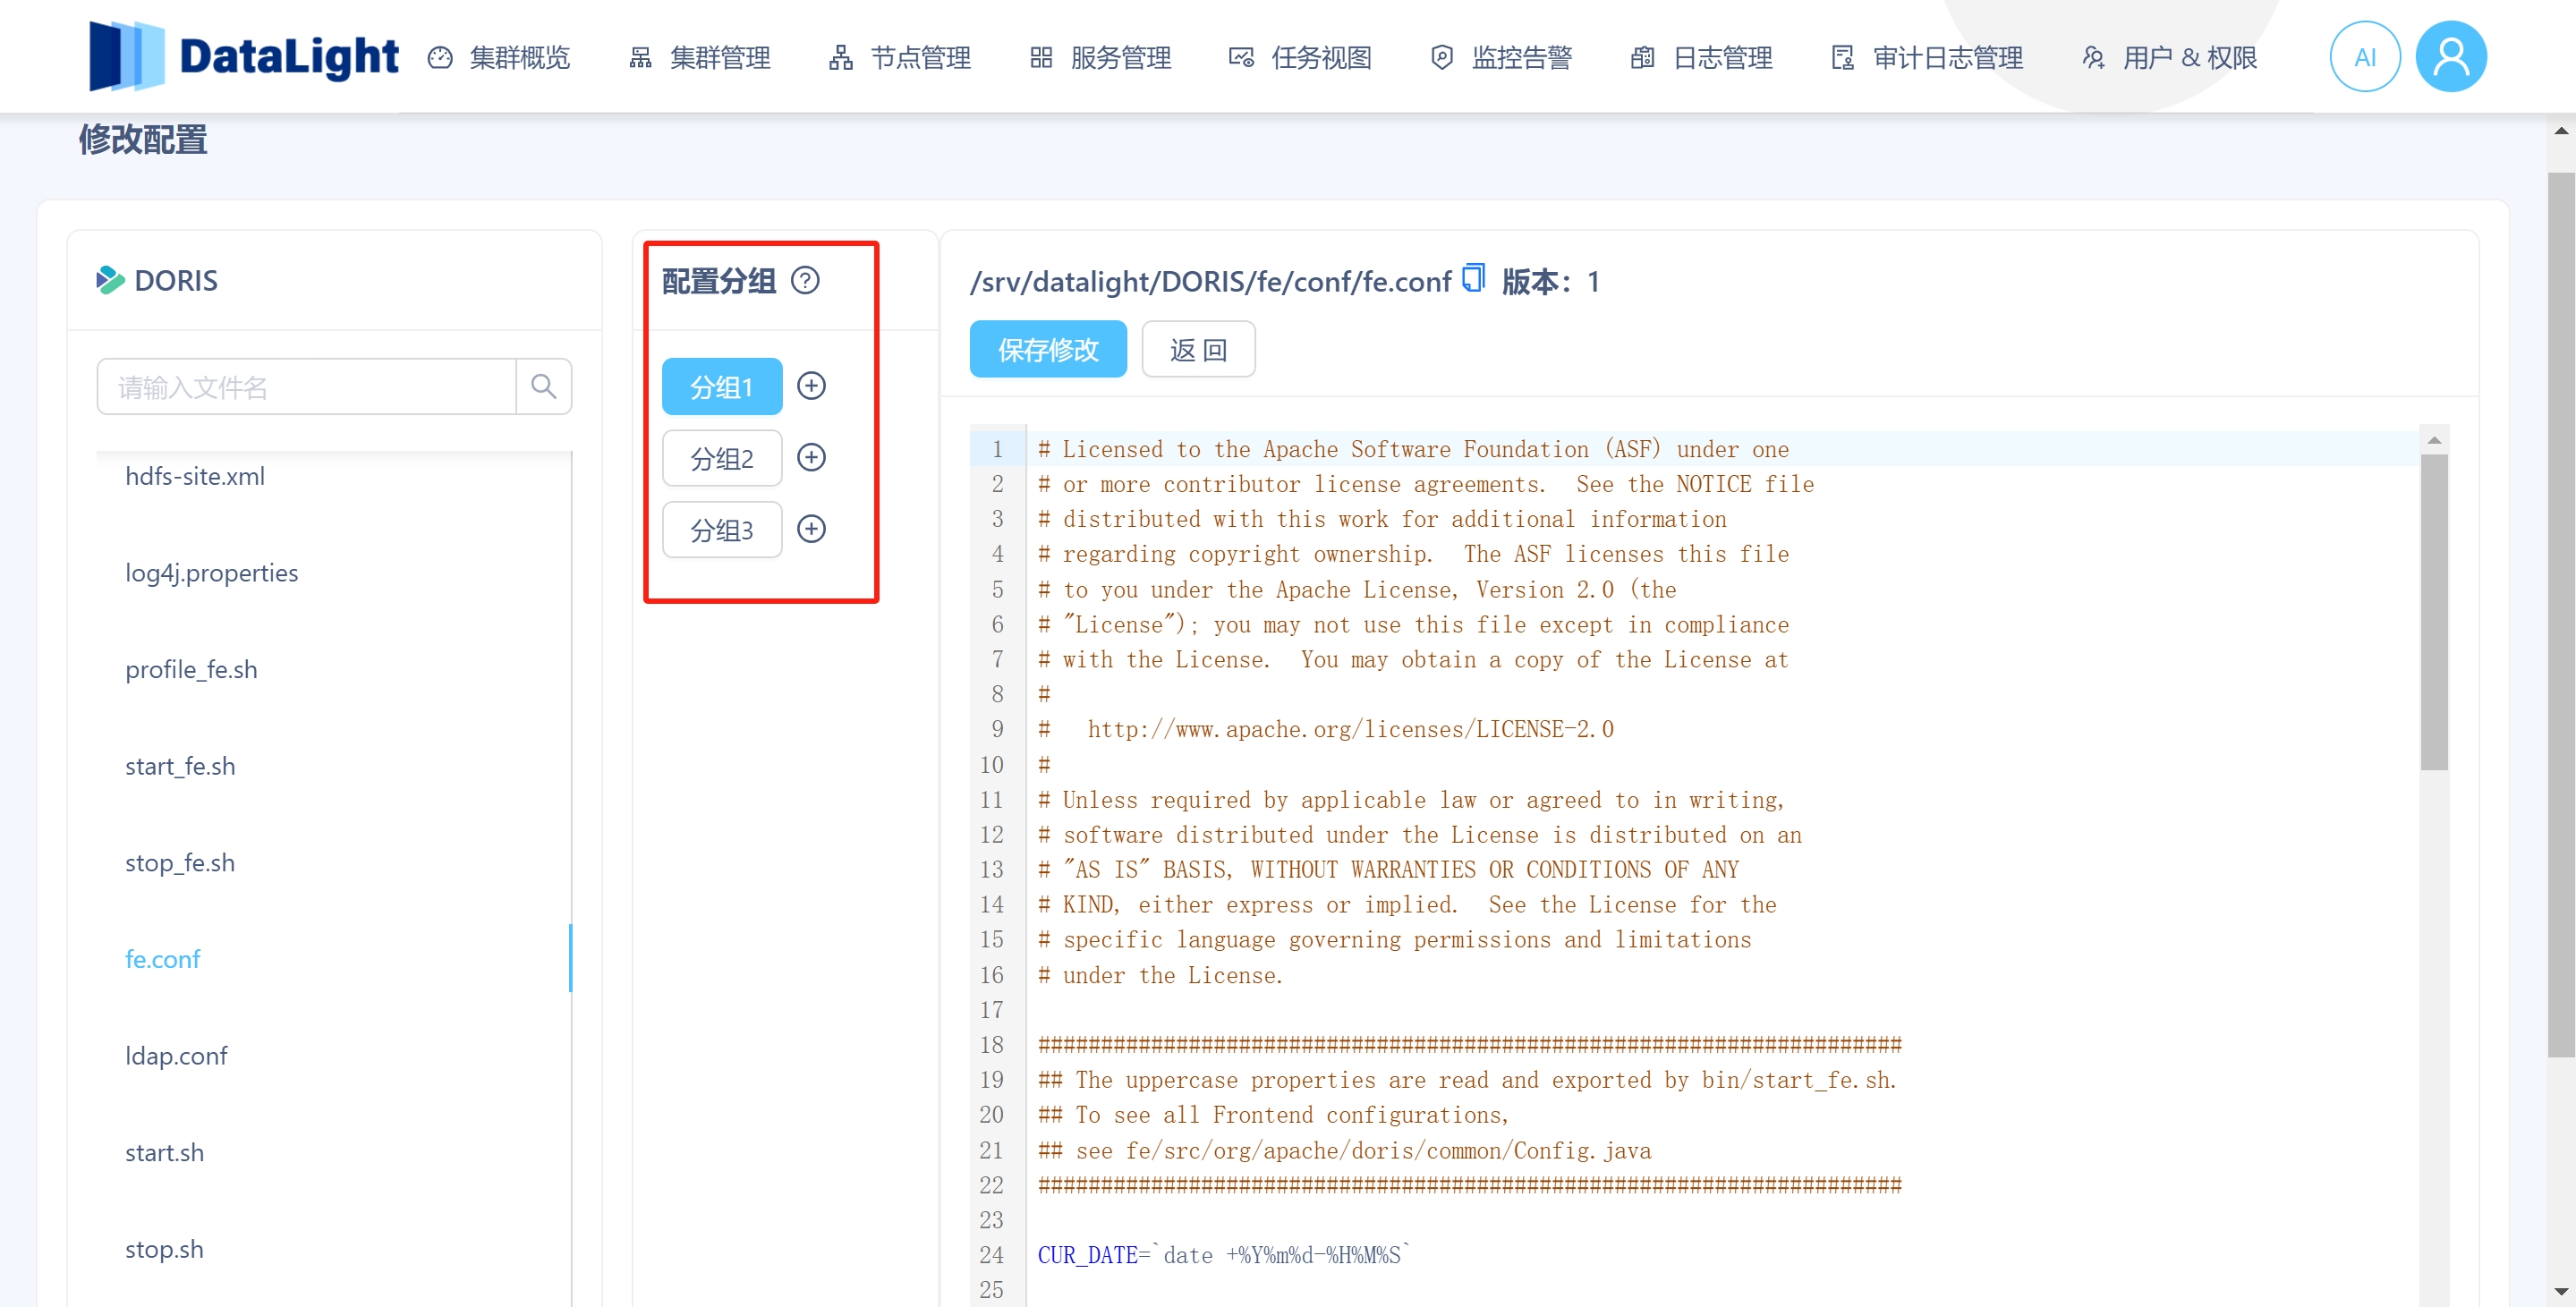 DataLight
集群概览
集群管理
节点管理
服务管理
任务视图
监控告警
日志管理
审计日志管理
用户 & 权限
AI
修改配置
DORIS
请输入文件名
hdfs-site.xml
log4j.properties
profile_fe.sh
start_fe.sh
stop_fe.sh
fe.conf
ldap.conf
start.sh
stop.sh
配置分组
分组1
分组2
分组3
/srv/datalight/DORIS/fe/conf/fe.conf 版本：1
保存修改
返 回
1 # Licensed to the Apache Software Foundation (ASF) under one
2 # or more contributor license agreements.  See the NOTICE file
3 # distributed with this work for additional information
4 # regarding copyright ownership.  The ASF licenses this file
5 # to you under the Apache License, Version 2.0 (the
6 # "License"); you may not use this file except in compliance
7 # with the License.  You may obtain a copy of the License at
8 #
9 #   http://www.apache.org/licenses/LICENSE-2.0
10 #
11 # Unless required by applicable law or agreed to in writing,
12 # software distributed under the License is distributed on an
13 # "AS IS" BASIS, WITHOUT WARRANTIES OR CONDITIONS OF ANY
14 # KIND, either express or implied.  See the License for the
15 # specific language governing permissions and limitations
16 # under the License.
17
18 #####################################################################
19 ## The uppercase properties are read and exported by bin/start_fe.sh.
20 ## To see all Frontend configurations,
21 ## see fe/src/org/apache/doris/common/Config.java
22 #####################################################################
23
24 CUR_DATE=`date +%Y%m%d-%H%M%S`
25